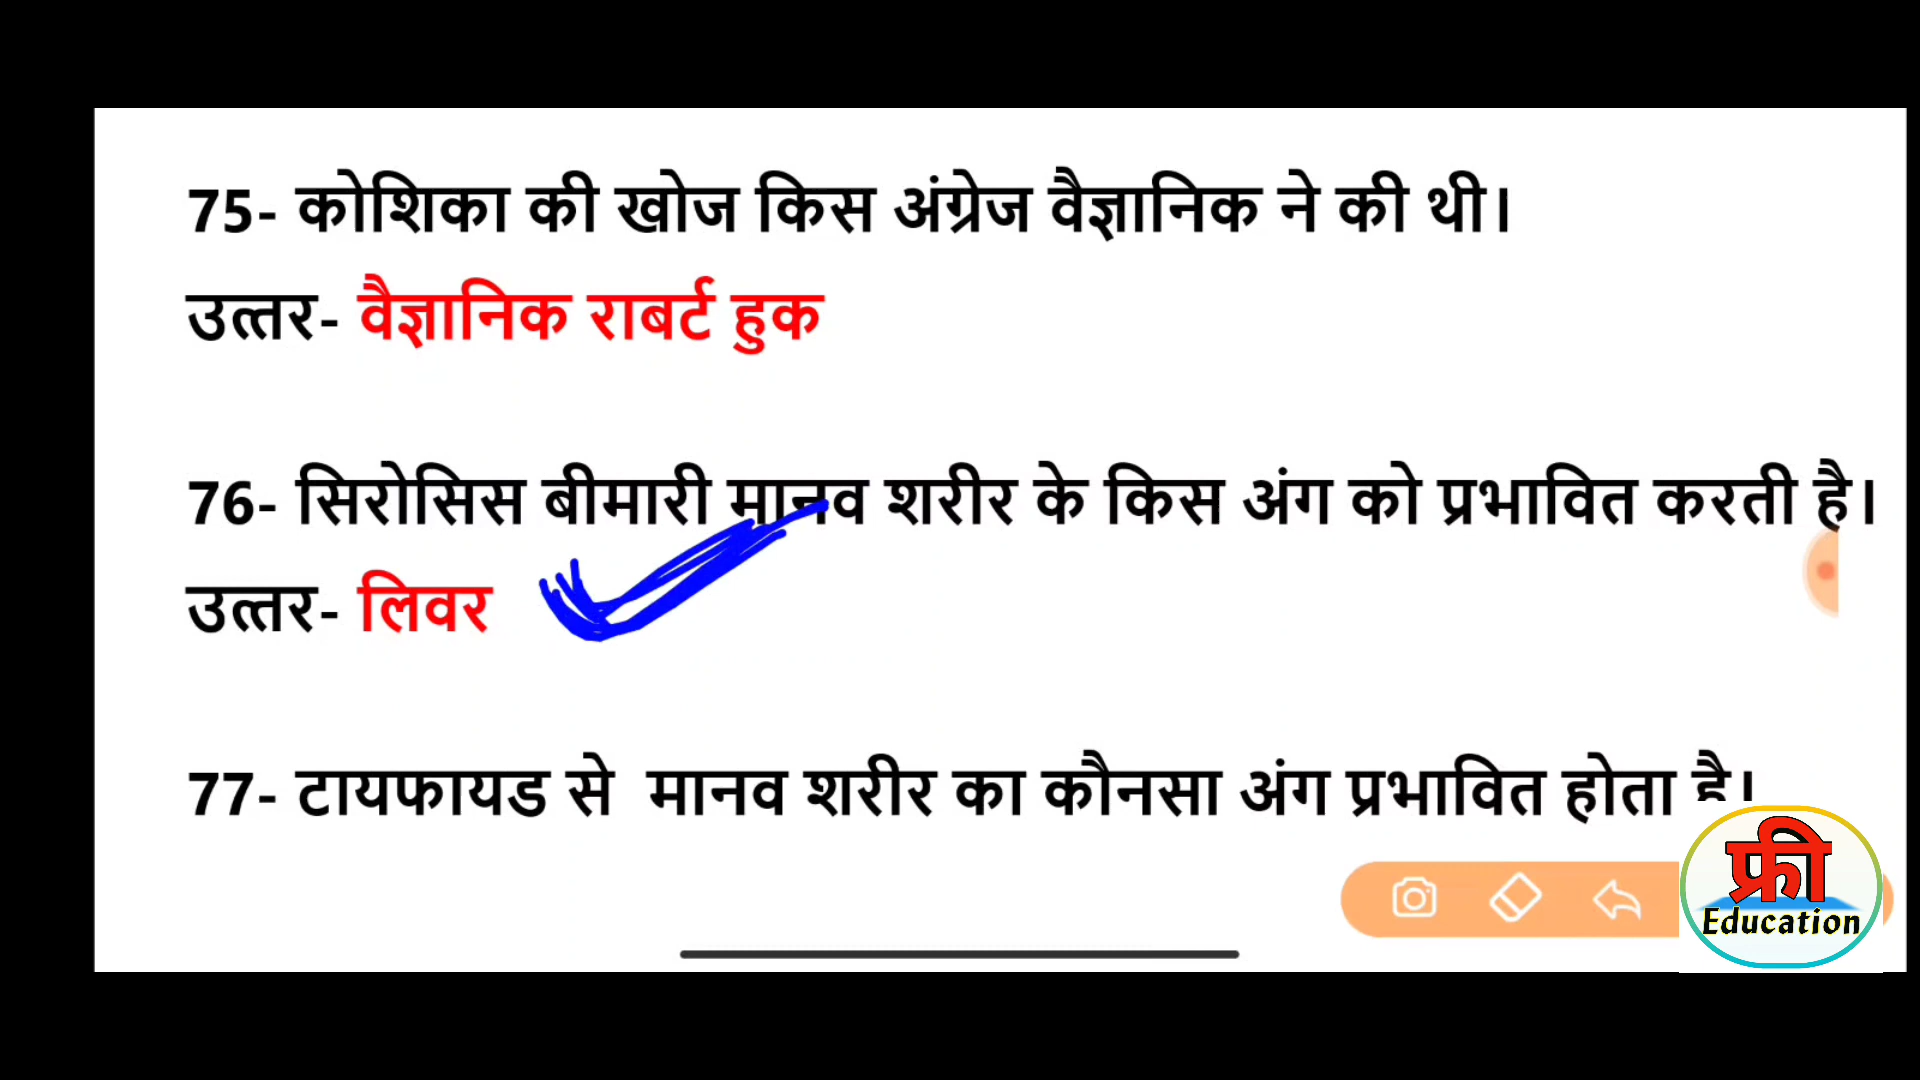 75- कोशिका की खोज किस अंग्रेज वैज्ञानिक ने की थी।
उत्तर- वैज्ञानिक राबर्ट हुक
76- सिरोसिस बीमारी मानव शरीर के किस अंग को प्रभावित करती है।
उत्तर- लिवर
77- टायफायड से मानव शरीर का कौनसा अंग प्रभावित होता है।
फ्री
Education